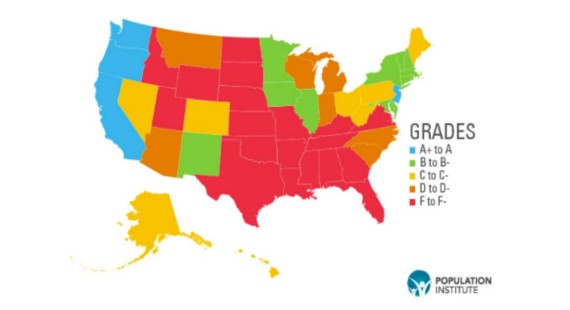 GRADES
A+ to A
B to B-
C to C-
D to D-
F to F-
POPULATION
INSTITUTE